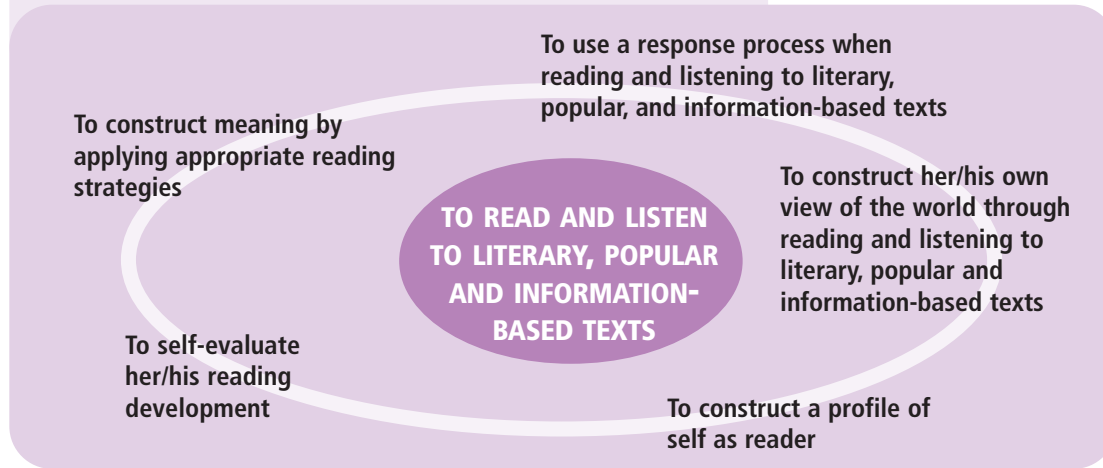 To use a response process when
reading and listening to literary,
popular, and information-based texts
To construct meaning by
applying appropriate reading
strategies
To construct her/his own
view of the world through
reading and listening to
literary, popular and
information-based texts
TO READ AND LISTEN
TO LITERARY, POPULAR
AND INFORMATION-
BASED TEXTS
To self-evaluate
her/his reading
development
To construct a profile of
self as reader